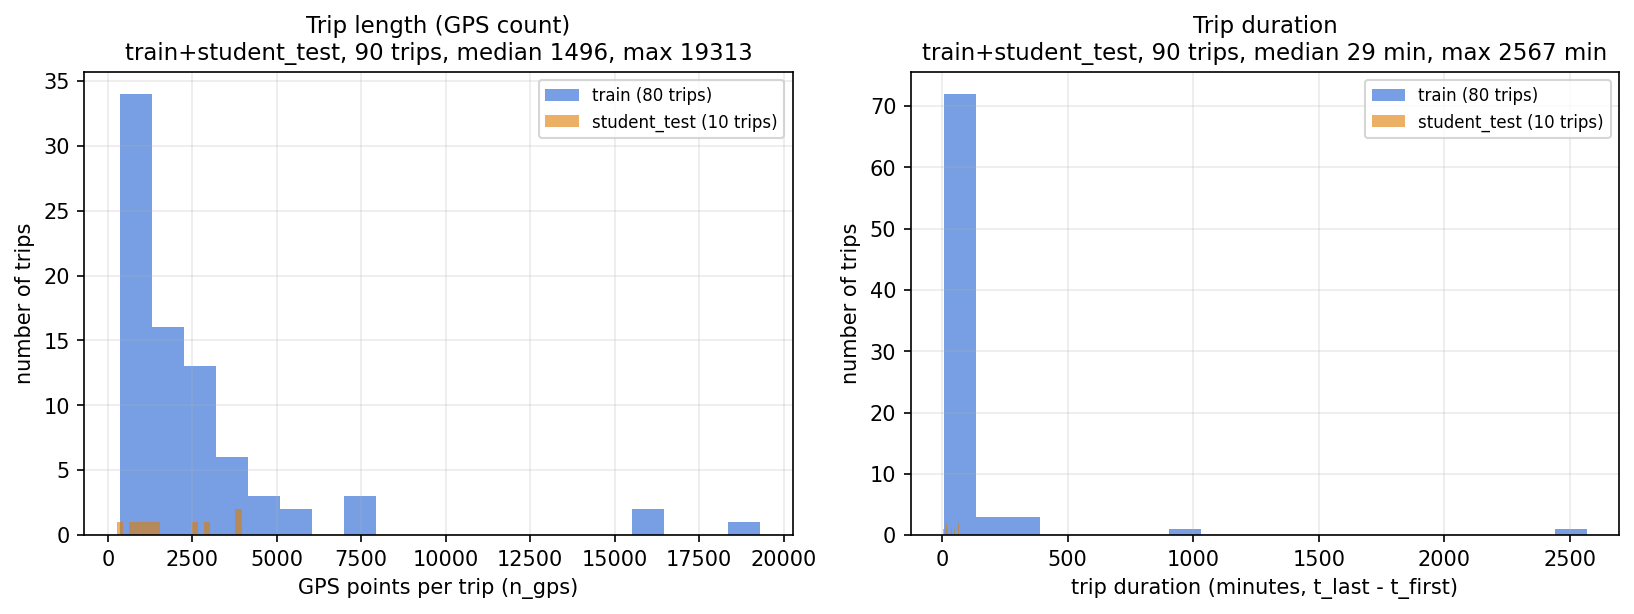 Trip length (GPS count)
train+student_test, 90 trips, median 1496, max 19313
train (80 trips)
student_test (10 trips)
number of trips
35
30
25
20
15
10
5
0
0
2500
5000
7500
10000
12500
15000
17500
20000
GPS points per trip (n_gps)
Trip duration
train+student_test, 90 trips, median 29 min, max 2567 min
train (80 trips)
student_test (10 trips)
number of trips
70
60
50
40
30
20
10
0
0
500
1000
1500
2000
2500
trip duration (minutes, t_last - t_first)